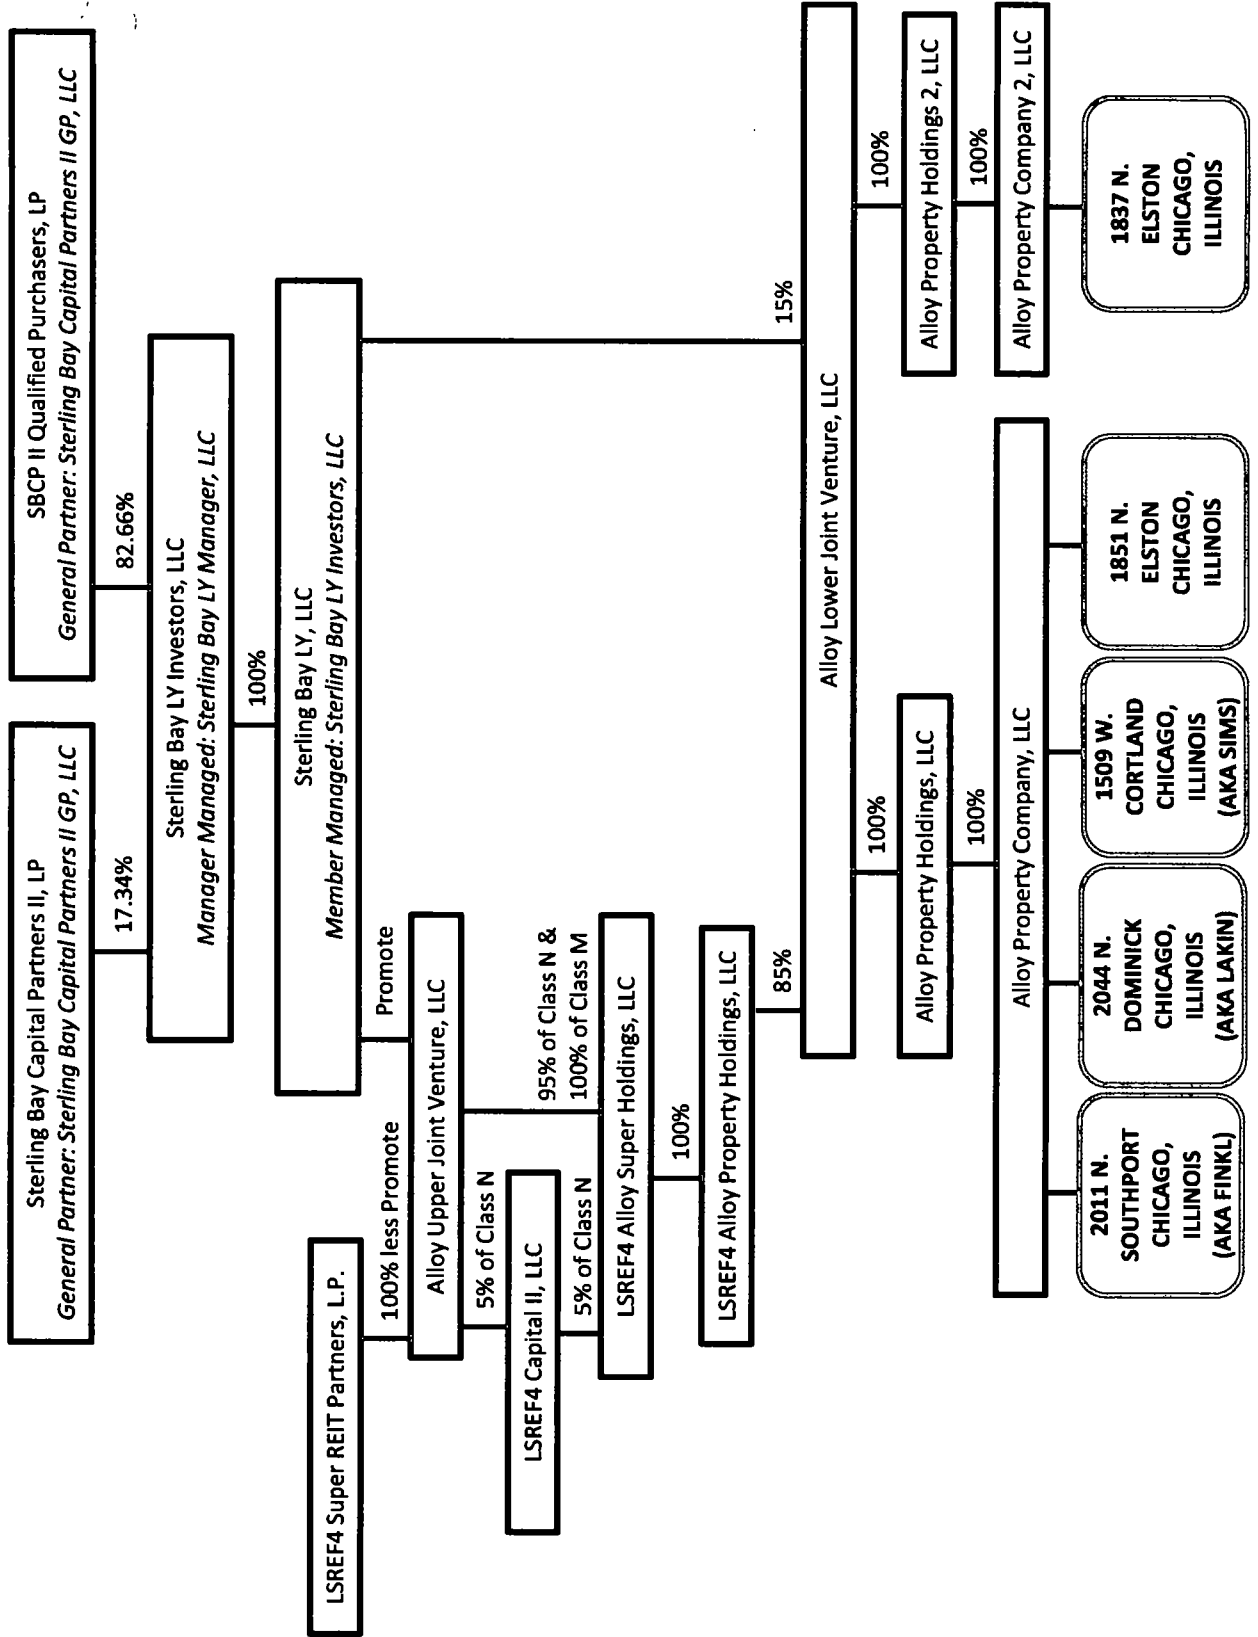 Sterling Bay Capital Partners II, LP
General Partner: Sterling Bay Capital Partners II GP, LLC
SBCP II Qualified Purchasers, LP
General Partner: Sterling Bay Capital Partners II GP, LLC
17.34%
82.66%
Sterling Bay LY Investors, LLC
Manager Managed: Sterling Bay LY Manager, LLC
100%
Sterling Bay LY, LLC
Member Managed: Sterling Bay LY Investors, LLC
LSREF4 Super REIT Partners, L.P.
100% less Promote
Promote
Alloy Upper Joint Venture, LLC
5% of Class N
LSREF4 Capital II, LLC
5% of Class N
95% of Class N &
100% of Class M
LSREF4 Alloy Super Holdings, LLC
100%
LSREF4 Alloy Property Holdings, LLC
85%
15%
Alloy Lower Joint Venture, LLC
100%
100%
Alloy Property Holdings, LLC
Alloy Property Holdings 2, LLC
100%
100%
Alloy Property Company, LLC
Alloy Property Company 2, LLC
2011 N.
SOUTHPORT
CHICAGO,
ILLINOIS
(AKA FINKL)
2044 N.
DOMINICK
CHICAGO,
ILLINOIS
(AKA LAKIN)
1509 W.
CORTLAND
CHICAGO,
ILLINOIS
(AKA SIMS)
1851 N.
ELSTON
CHICAGO,
ILLINOIS
1837 N.
ELSTON
CHICAGO,
ILLINOIS